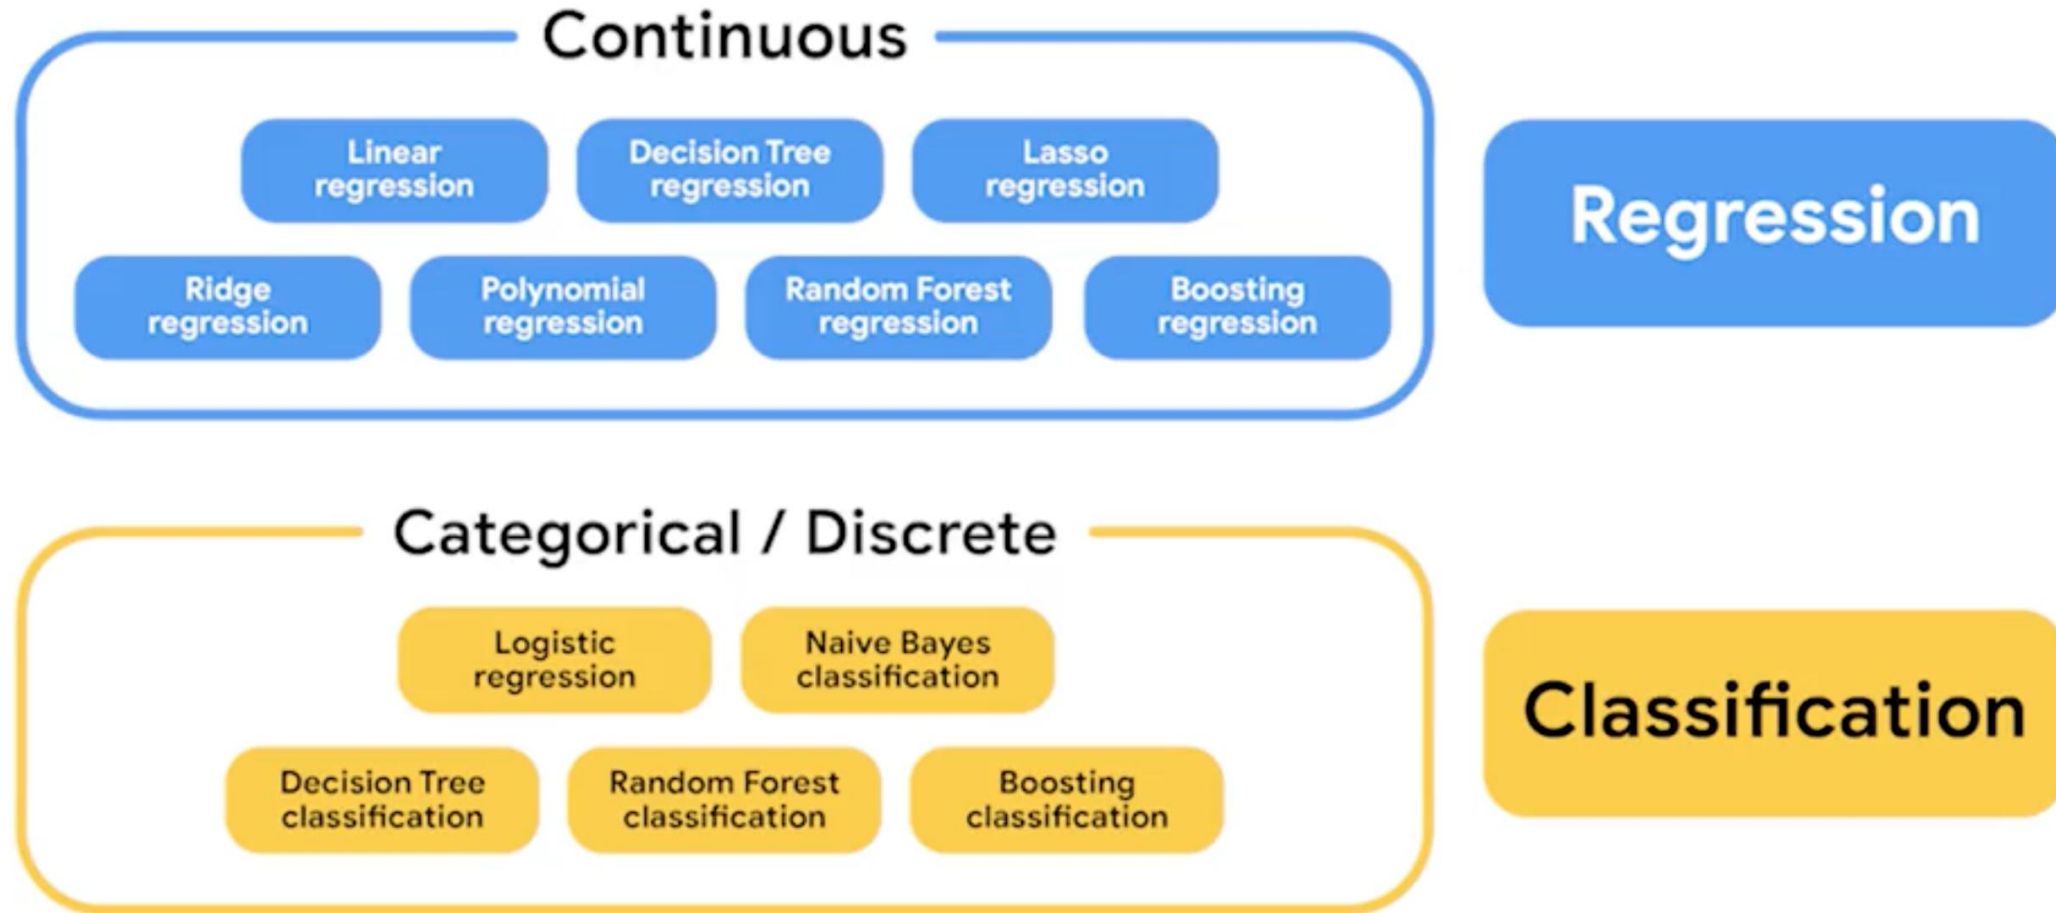 Continuous
Linear
regression
Decision Tree
regression
Lasso
regression
Ridge
regression
Polynomial
regression
Random Forest
regression
Boosting
regression
Regression
Categorical / Discrete
Logistic
regression
Naive Bayes
classification
Decision Tree
classification
Random Forest
classification
Boosting
classification
Classification